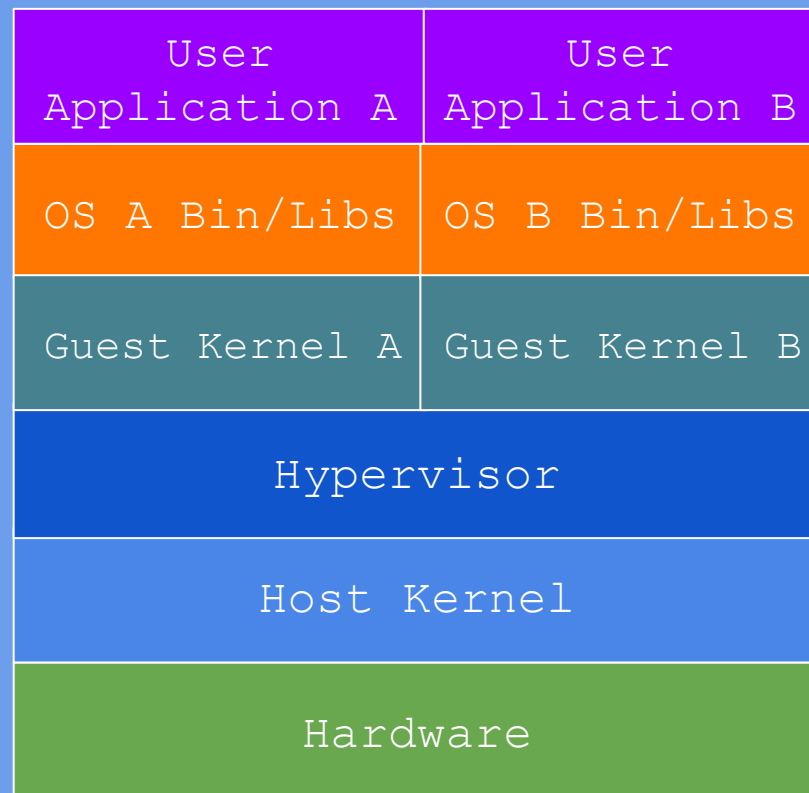 User
Application A
User
Application B
OS A Bin/Libs
OS B Bin/Libs
Guest Kernel A
Guest Kernel B
Hypervisor
Host Kernel
Hardware